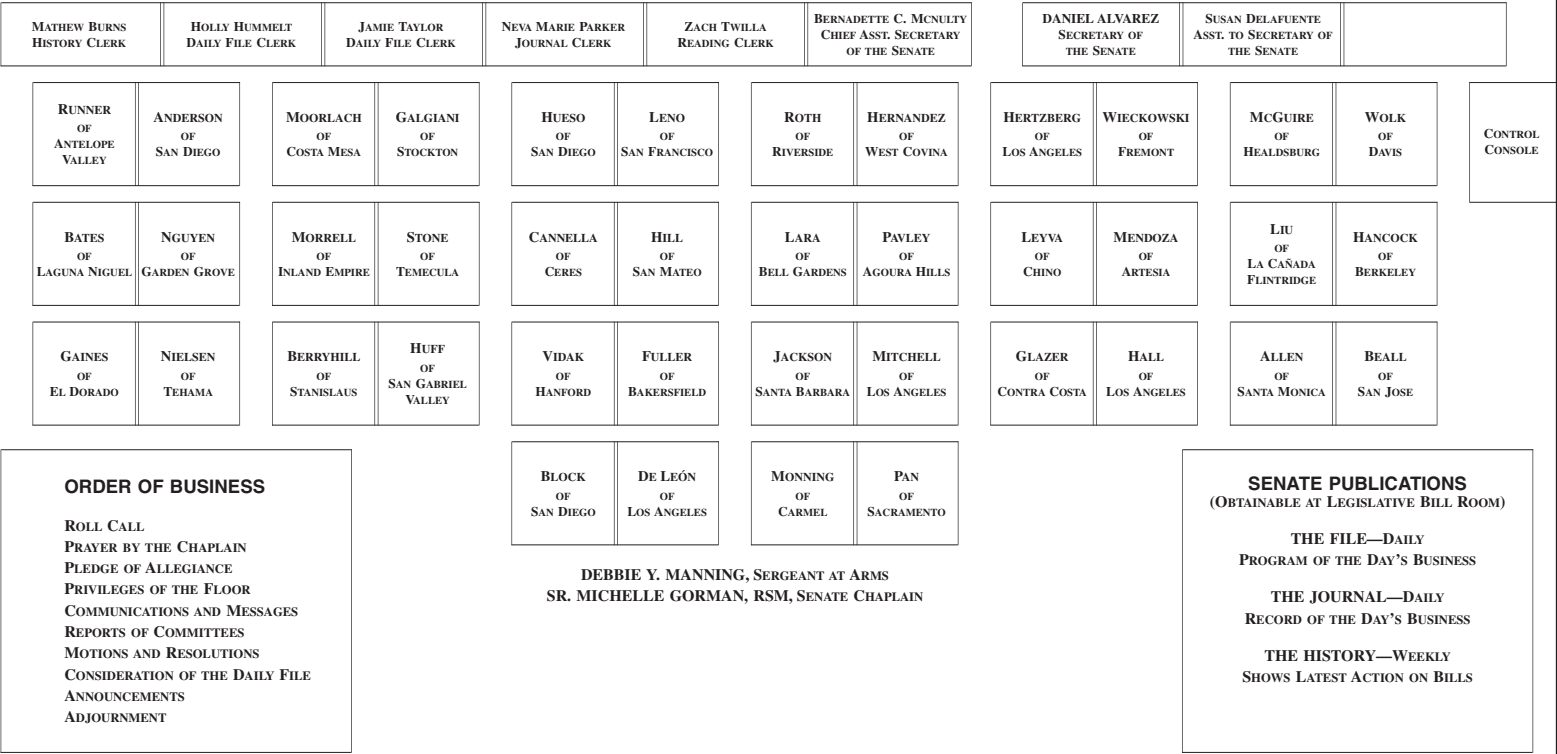 MATHEW BURNS
HISTORY CLERK
HOLLY HUMMELT
DAILY FILE CLERK
JAMIE TAYLOR
DAILY FILE CLERK
NEVA MARIE PARKER
JOURNAL CLERK
ZACH TWILLA
READING CLERK
BERNADETTE C. MCNULTY
CHIEF ASST. SECRETARY
OF THE SENATE
DANIEL ALVAREZ
SECRETARY OF
THE SENATE
SUSAN DELAFUENTE
ASST. TO SECRETARY OF
THE SENATE
RUNNER
OF
ANTELOPE
VALLEY
ANDERSON
OF
SAN DIEGO
MOORLACH
OF
COSTA MESA
GALGIANI
OF
STOCKTON
HUESO
OF
SAN DIEGO
LENO
OF
SAN FRANCISCO
ROTH
OF
RIVERSIDE
HERNANDEZ
OF
WEST COVINA
HERTZBERG
OF
LOS ANGELES
WIECKOWSKI
OF
FREMONT
MCGUIRE
OF
HEALDSBURG
WOLK
OF
DAVIS
CONTROL
CONSOLE
BATES
OF
LAGUNA NIGUEL
NGUYEN
OF
GARDEN GROVE
MORRELL
OF
INLAND EMPIRE
STONE
OF
TEMECULA
CANNELLA
OF
CERES
HILL
OF
SAN MATEO
LARA
OF
BELL GARDENS
PAVLEY
OF
AGOURA HILLS
LEYVA
OF
CHINO
MENDOZA
OF
ARTESIA
LIU
OF
LA CAÑADA
FLINTRIDGE
HANCOCK
OF
BERKELEY
GAINES
OF
EL DORADO
NIELSEN
OF
TEHAMA
BERRYHILL
OF
STANISLAUS
HUFF
OF
SAN GABRIEL
VALLEY
VIDAK
OF
HANFORD
FULLER
OF
BAKERSFIELD
JACKSON
OF
SANTA BARBARA
MITCHELL
OF
LOS ANGELES
GLAZER
OF
CONTRA COSTA
HALL
OF
LOS ANGELES
ALLEN
OF
SANTA MONICA
BEALL
OF
SAN JOSE
BLOCK
OF
SAN DIEGO
DE LEÓN
OF
LOS ANGELES
MONNING
OF
CARMEL
PAN
OF
SACRAMENTO
DEBBIE Y. MANNING, SERGEANT AT ARMS
SR. MICHELLE GORMAN, RSM, SENATE CHAPLAIN
ORDER OF BUSINESS
ROLL CALL
PRAYER BY THE CHAPLAIN
PLEDGE OF ALLEGIANCE
PRIVILEGES OF THE FLOOR
COMMUNICATIONS AND MESSAGES
REPORTS OF COMMITTEES
MOTIONS AND RESOLUTIONS
CONSIDERATION OF THE DAILY FILE
ANNOUNCEMENTS
ADJOURNMENT
SENATE PUBLICATIONS
(OBTAINABLE AT LEGISLATIVE BILL ROOM)
THE FILE—DAILY
PROGRAM OF THE DAY'S BUSINESS
THE JOURNAL—DAILY
RECORD OF THE DAY'S BUSINESS
THE HISTORY—WEEKLY
SHOWS LATEST ACTION ON BILLS